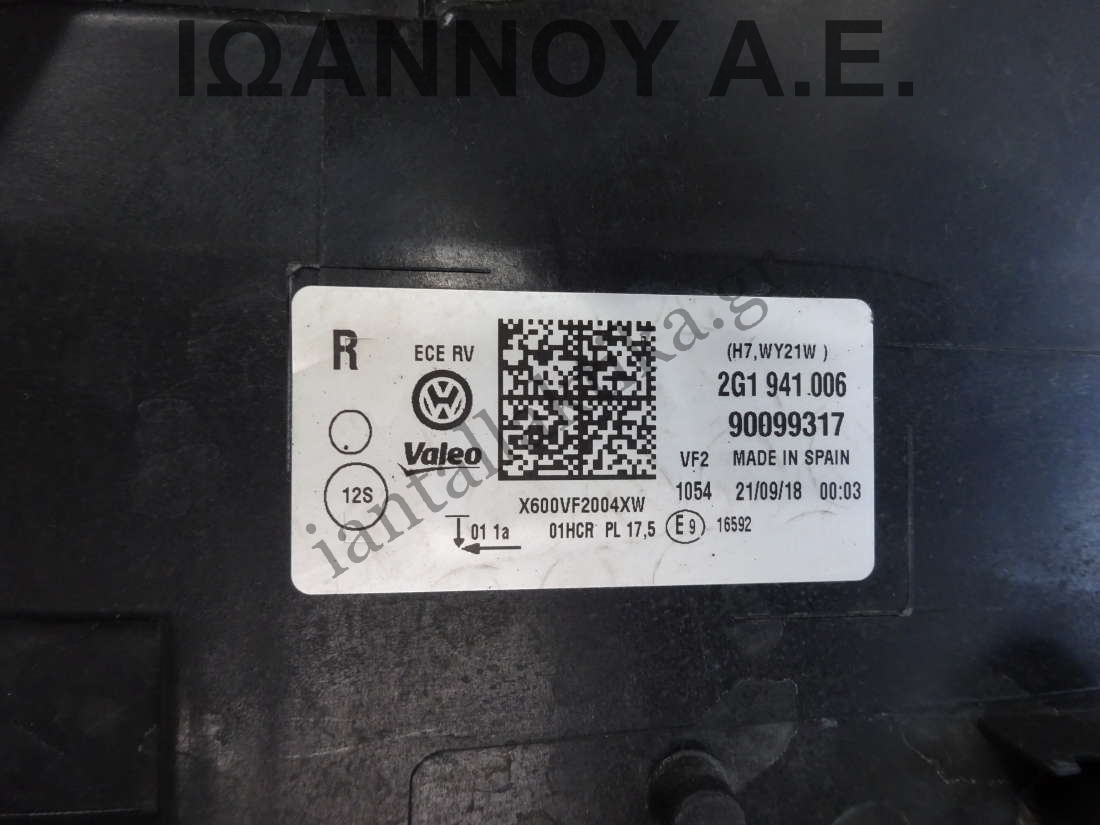 ΙΩΑΝΝΟΥ Α.Ε.
iantallaktika.gr
R
ECE RV
Valeo
12S
X600VF2004XW
01 1a
01HCR PL 17,5
(H7,WY21W )
2G1 941 006
90099317
VF2 MADE IN SPAIN
1054 21/09/18 00:03
E9 16592